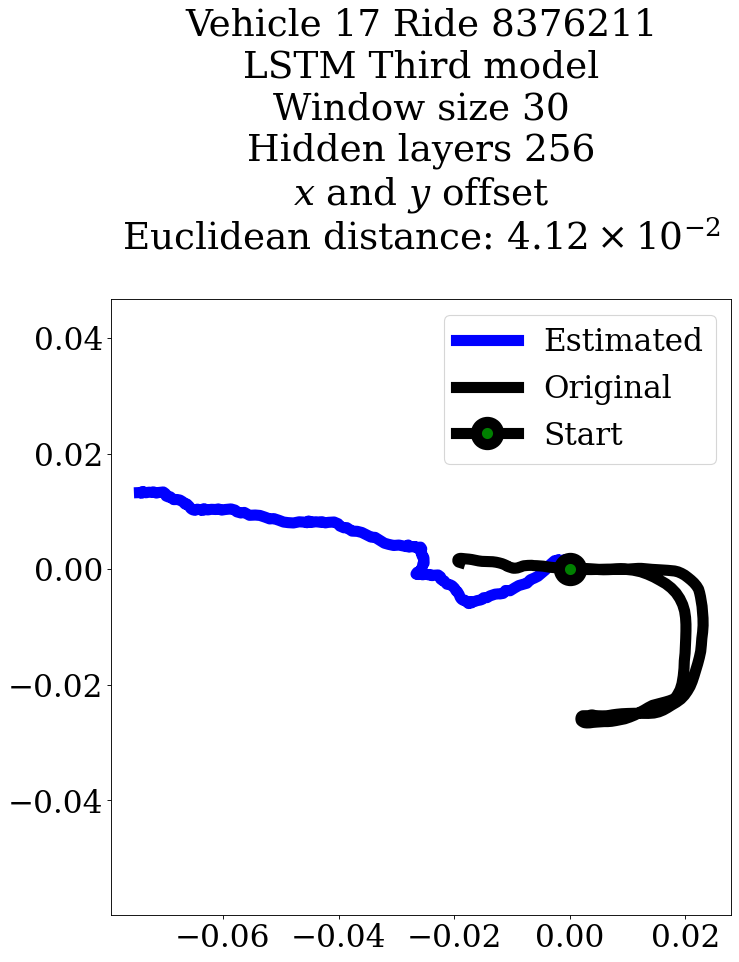 Vehicle 17 Ride 8376211
LSTM Third model
Window size 30
Hidden layers 256
x and y offset
Euclidean distance: 4.12 × 10⁻²
Estimated
Original
Start
0.04
0.02
0.00
−0.02
−0.04
−0.06 −0.04 −0.02 0.00 0.02